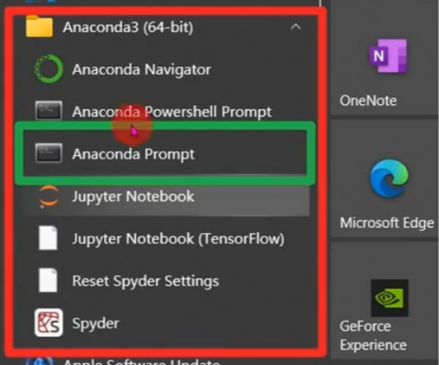 Anaconda3 (64-bit)
Anaconda Navigator
Anaconda Powershell Prompt
Anaconda Prompt
Jupyter Notebook
Jupyter Notebook (TensorFlow)
Reset Spyder Settings
Spyder
Apple Software Update
OneNote
Microsoft Edge
GeForce
Experience